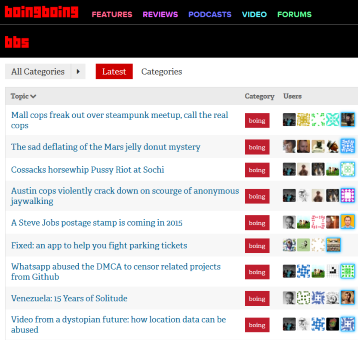 boingboing FEATURES REVIEWS PODCASTS VIDEO FORUMS
bbs
All Categories Latest Categories
Topic Category Users
Mall cops freak out over steampunk meetup, call the real
cops
boing
The sad deflating of the Mars jelly donut mystery boing
Cossacks horsewhip Pussy Riot at Sochi boing
Austin cops violently crack down on scourge of anonymous
jaywalking
boing
A Steve Jobs postage stamp is coming in 2015 boing
Fixed: an app to help you fight parking tickets boing
Whatsapp abused the DMCA to censor related projects
from Github
boing
Venezuela: 15 Years of Solitude boing
Video from a dystopian future: how location data can be
abused
boing